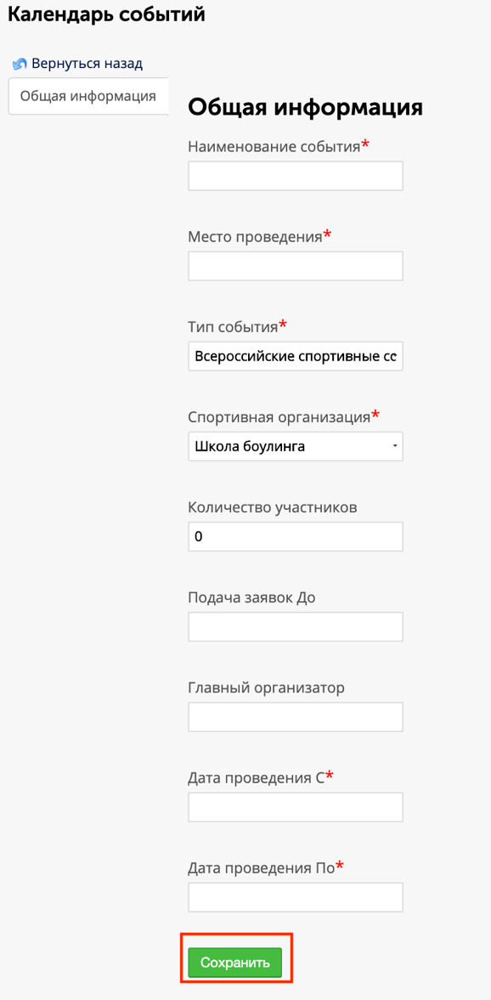 Календарь событий
Вернуться назад
Общая информация
Общая информация
Наименование события*
Место проведения*
Тип события*
Всероссийские спортивные сс
Спортивная организация*
Школа боулинга
Количество участников
0
Подача заявок До
Главный организатор
Дата проведения С*
Дата проведения По*
Сохранить